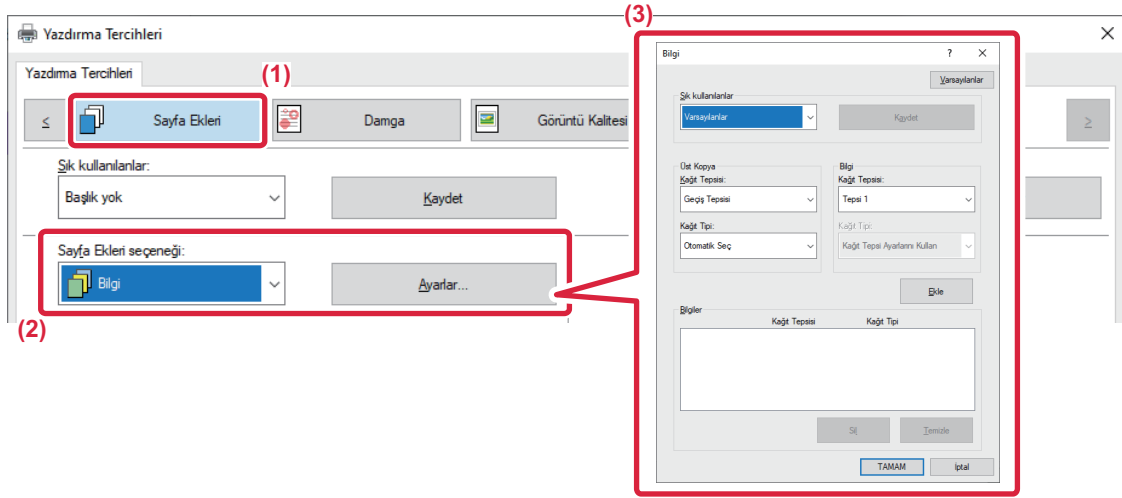 (3)
Yazdırma Tercihleri
Yazdırma Tercihleri
(1)
≤ Sayfa Ekleri Damga Görüntü Kalitesi ≥
Sık kullanılanlar:
Başlık yok Kaydet
Sayfa Ekleri seçeneği:
Bilgi Ayarlar...
(2)
Bilgi ? ×
Varsayılanlar
Şık kullanılanlar
Varsayılanlar Kaydet
Üst Kopya Bilgi
Kağıt Tepsisi: Kağıt Tepsisi:
Geçiş Tepsisi Tepsi 1
Kağıt Tipi: Kağıt Tipi:
Otomatik Seç Kağıt Tepsi Ayarlarını Kullan
Ekle
Bilgiler
Kağıt Tepsisi Kağıt Tipi
Sil Temizle
TAMAM İptal